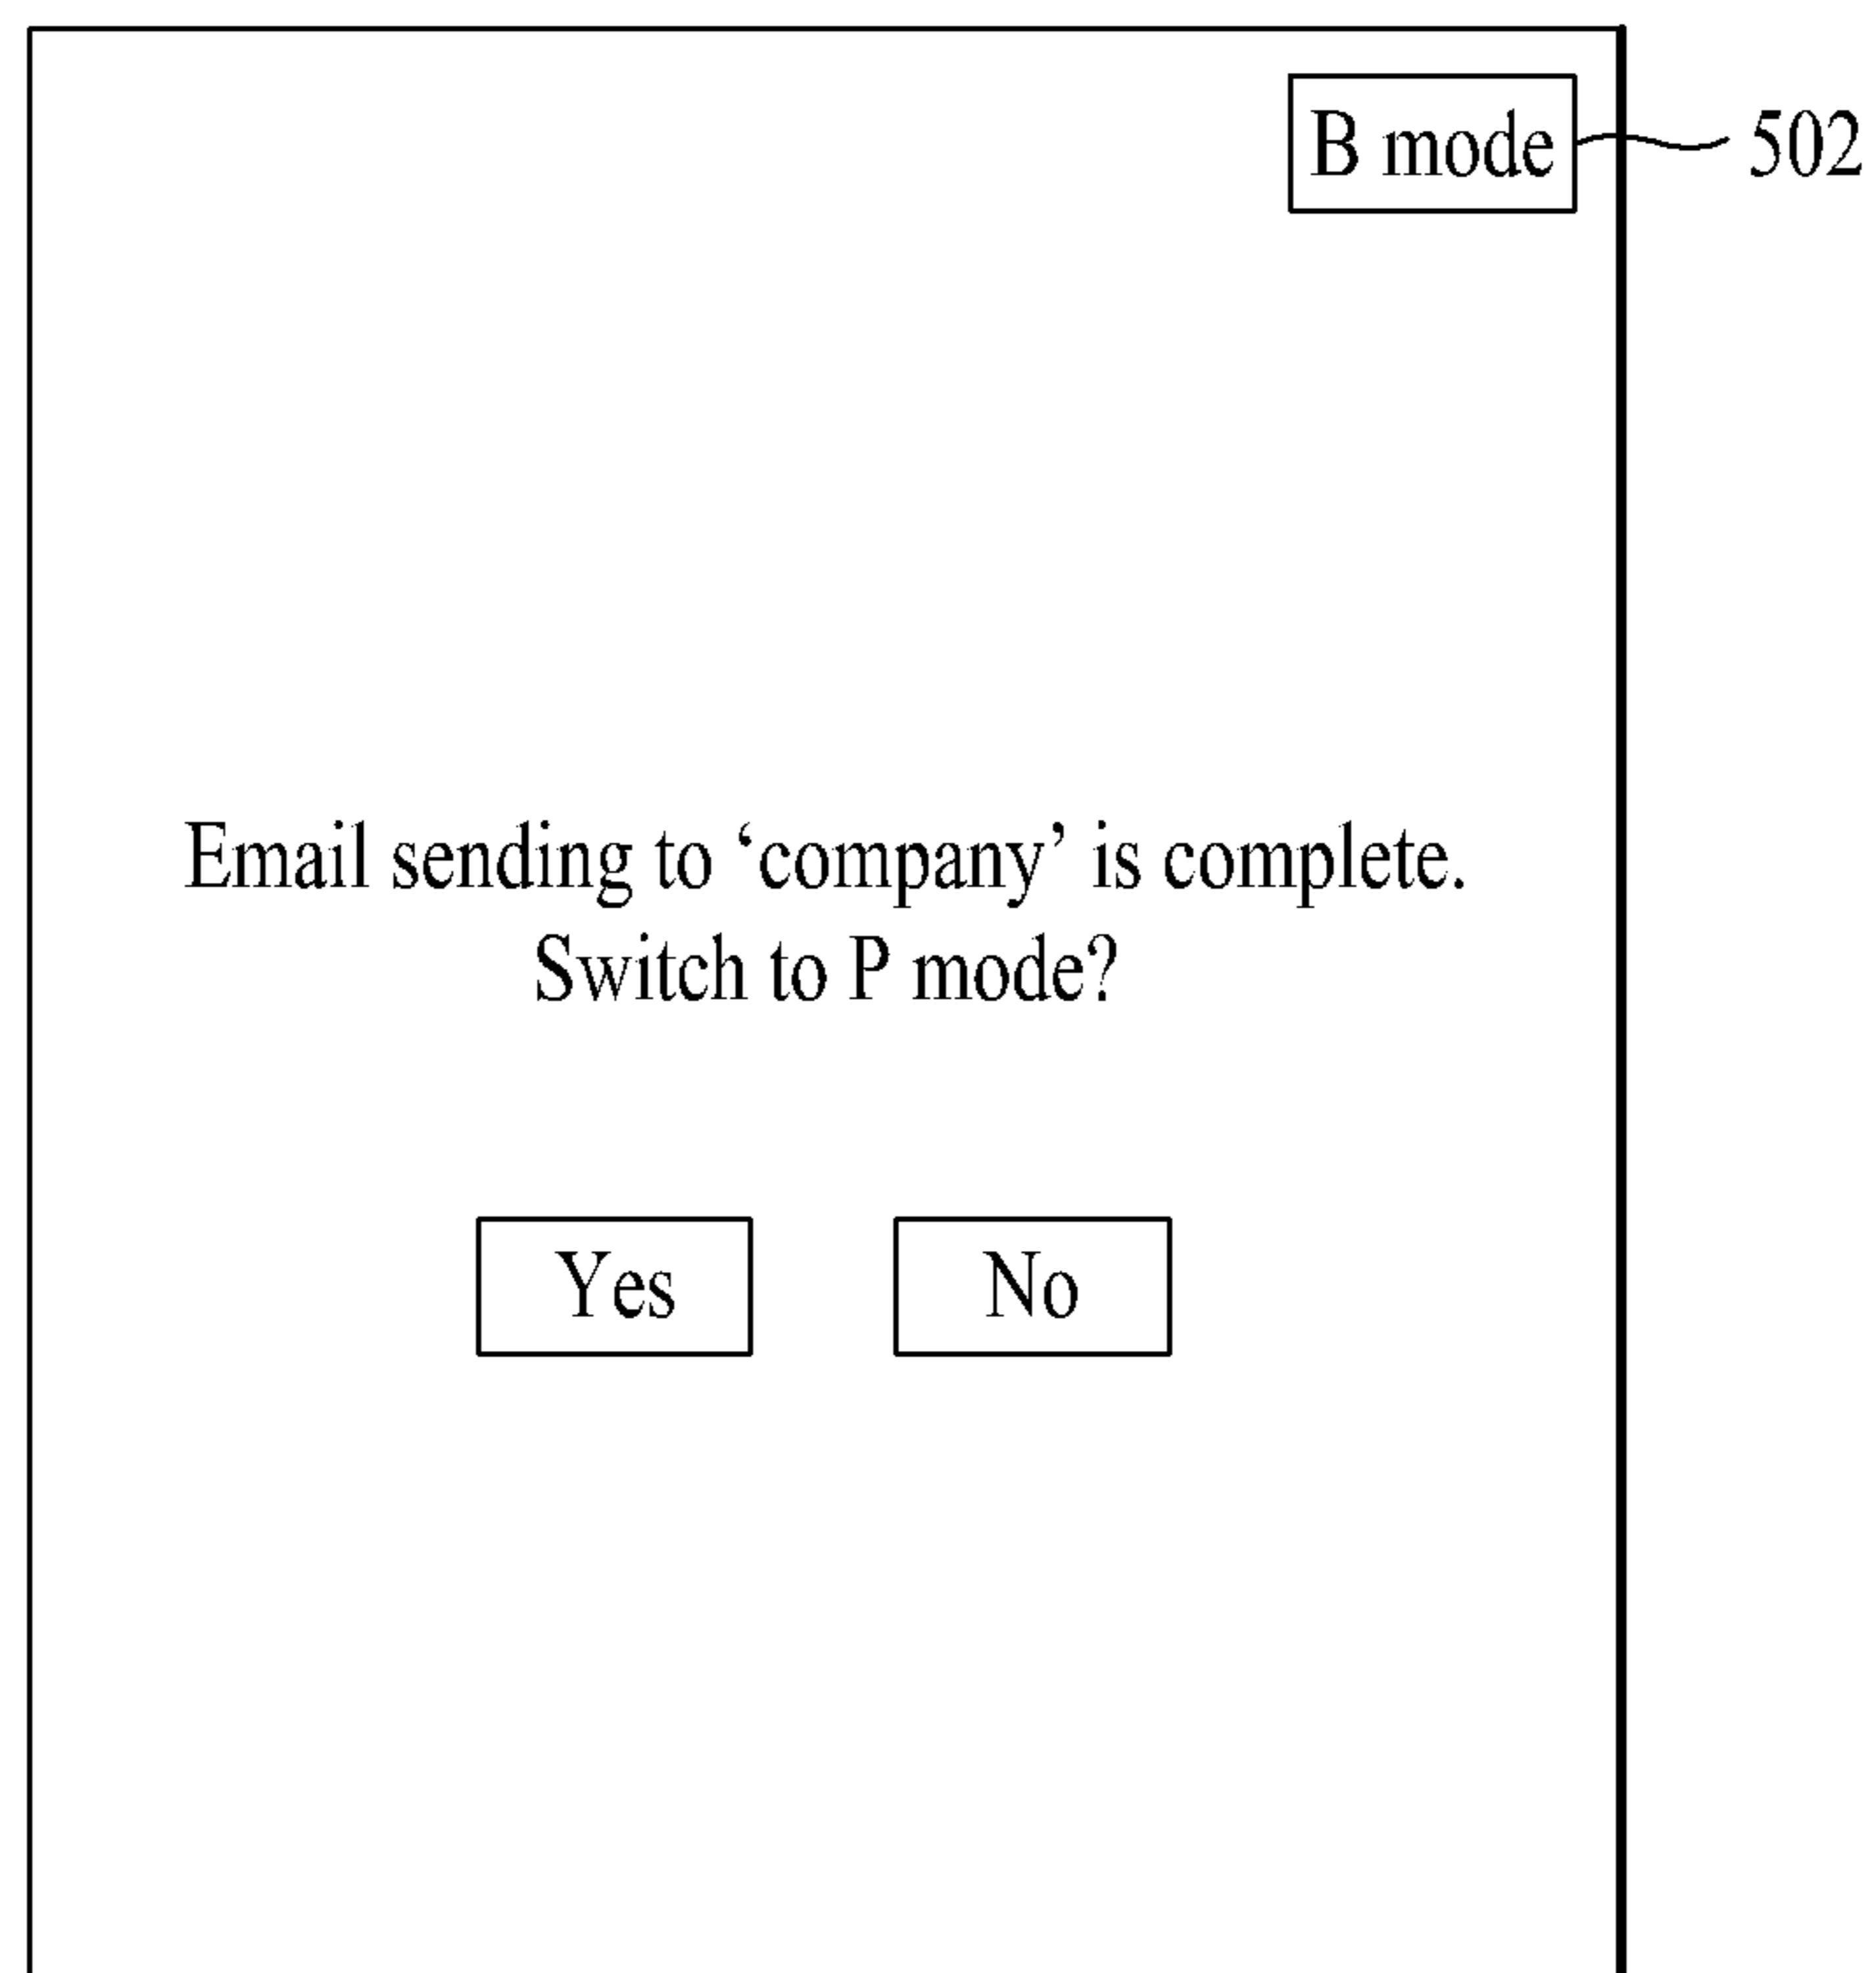 B mode 502
Email sending to ‘company’ is complete.
Switch to P mode?
Yes No